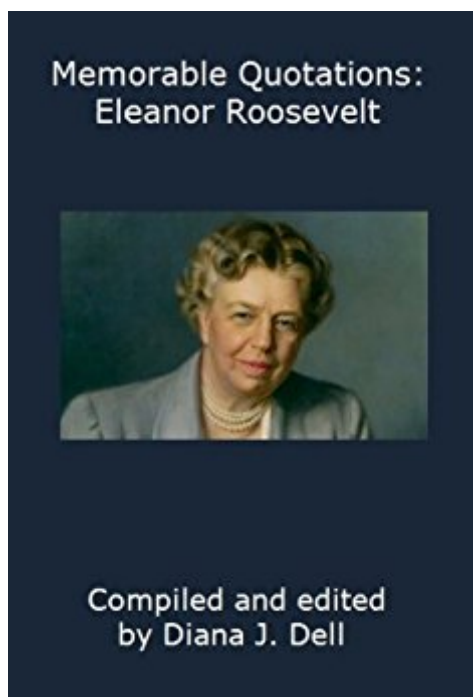 Memorable Quotations:
Eleanor Roosevelt
Compiled and edited
by Diana J. Dell